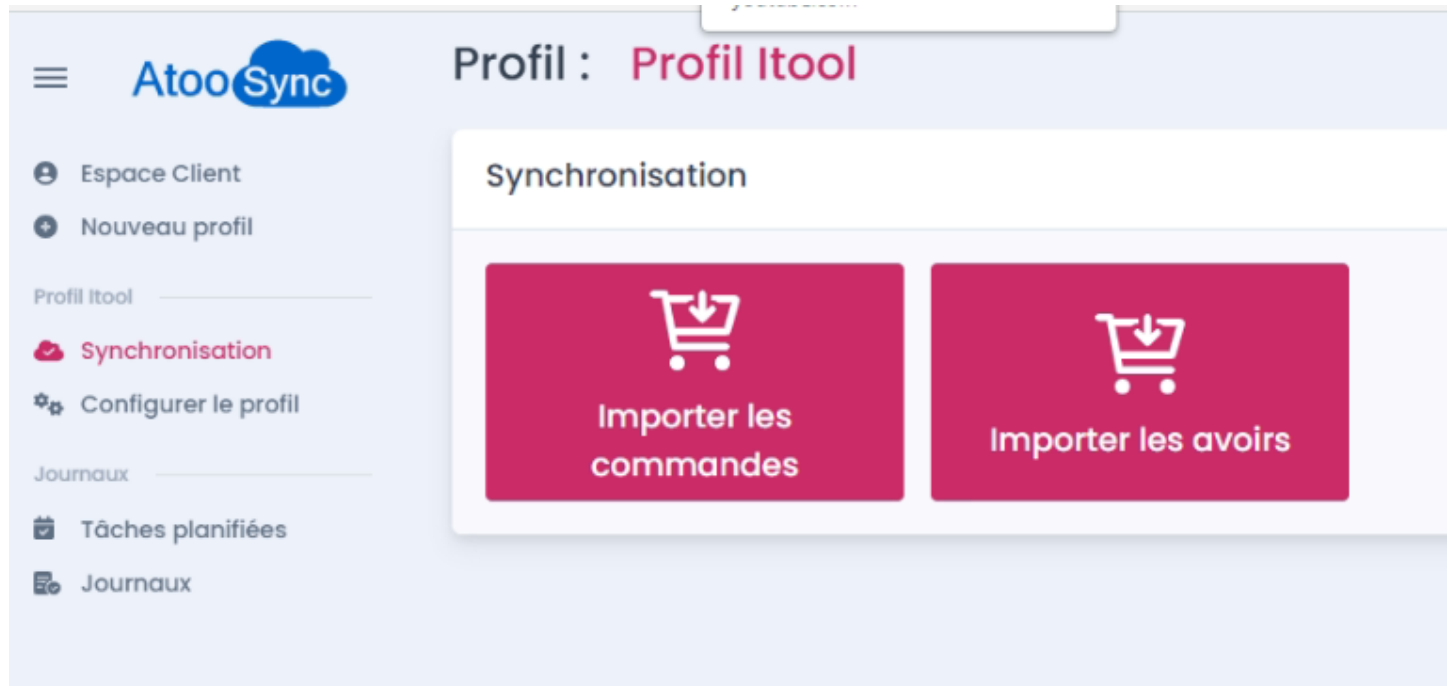 AtooSync
Profil : Profil Itool
Espace Client
Nouveau profil
Profil Itool
Synchronisation
Configurer le profil
Journaux
Tâches planifiées
Journaux
Synchronisation
Importer les
commandes
Importer les avoirs